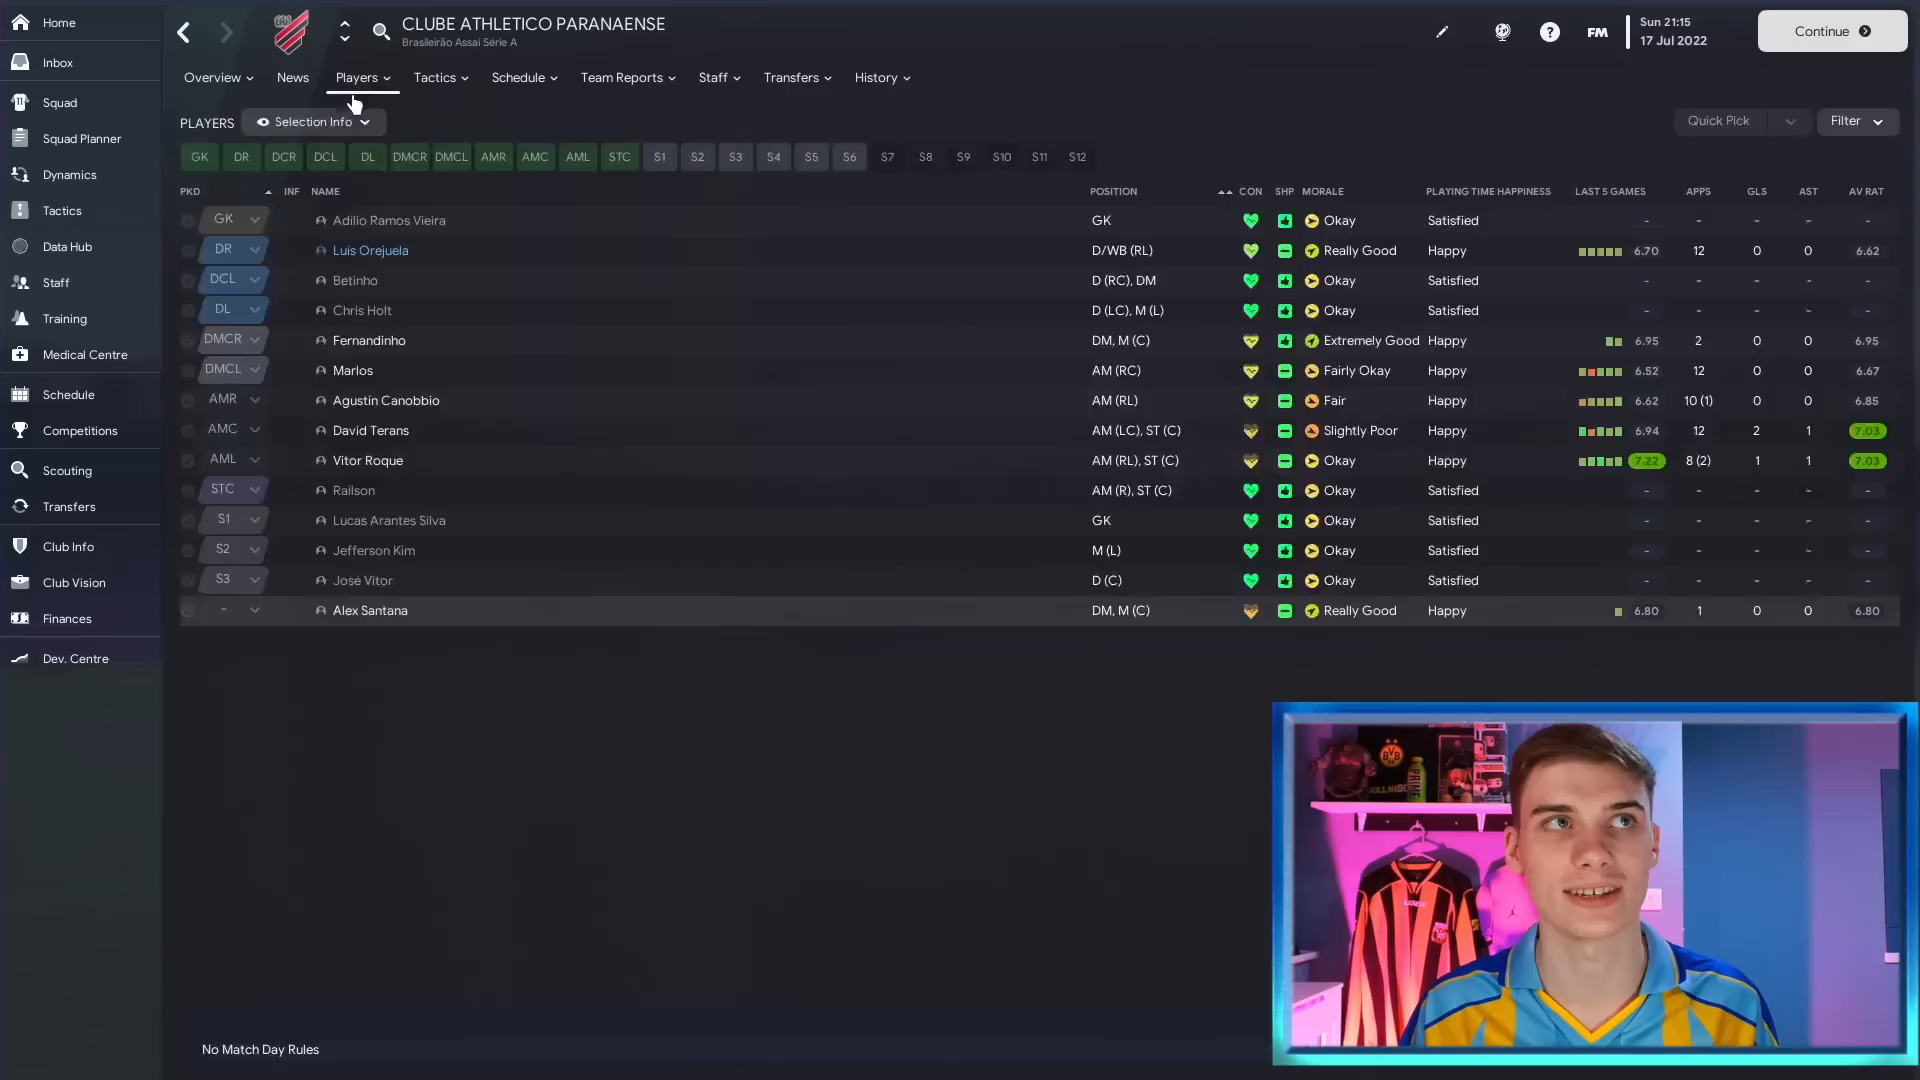 Home
Inbox
Squad
Squad Planner
Dynamics
Tactics
Data Hub
Staff
Training
Medical Centre
Schedule
Competitions
Scouting
Transfers
Club Info
Club Vision
Finances
Dev. Centre
CLUBE ATHLETICO PARANAENSE
Brasileirão Assaí Série A
FM
Sun 21:15
17 Jul 2022
Continue
Overview News Players Tactics Schedule Team Reports Staff Transfers History
PLAYERS Selection Info Quick Pick Filter
GK DR DCR DCL DL DMCR DMCL AMR AMC AML STC S1 S2 S3 S4 S5 S6 S7 S8 S9 S10 S11 S12
PKD INF NAME POSITION CON SHP MORALE PLAYING TIME HAPPINESS LAST 5 GAMES APPS GLS AST AV RAT
GK Adílio Ramos Vieira GK Okay Satisfied - - - - -
DR Luis Orejuela D/WB (RL) Really Good Happy 6.70 12 0 0 6.62
DCL Betinho D (RC), DM Okay Satisfied - - - - -
DL Chris Holt D (LC), M (L) Okay Satisfied - - - - -
DMCR Fernandinho DM, M (C) Extremely Good Happy 6.95 2 0 0 6.95
DMCL Marlos AM (RC) Fairly Okay Happy 6.52 12 0 0 6.67
AMR Agustín Canobbio AM (RL) Fair Happy 6.62 10 (1) 0 0 6.85
AMC David Terans AM (LC), ST (C) Slightly Poor Happy 6.94 12 2 1 7.03
AML Vitor Roque AM (RL), ST (C) Okay Happy 7.22 8 (2) 1 1 7.03
STC Raílson AM (R), ST (C) Okay Satisfied - - - - -
S1 Lucas Arantes Silva GK Okay Satisfied - - - - -
S2 Jefferson Kim M (L) Okay Satisfied - - - - -
S3 José Vitor D (C) Okay Satisfied - - - - -
- Alex Santana DM, M (C) Really Good Happy 6.80 1 0 0 6.80
No Match Day Rules
BVB
PRIME